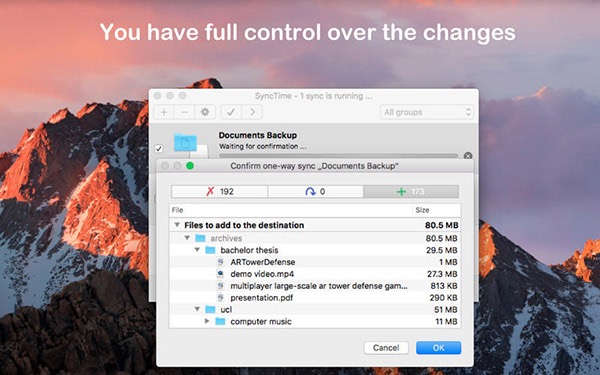 You have full control over the changes
SyncTime - 1 sync is running ...
All groups
Documents Backup
Waiting for confirmation ...
Confirm one-way sync „Documents Backup“
192 0 173
File Size
Files to add to the destination 80.5 MB
archives 80.5 MB
bachelor thesis 29.5 MB
ARTowerDefense 1 MB
demo video.mp4 27.3 MB
multiplayer large-scale ar tower defense gam... 813 KB
presentation.pdf 290 KB
ucl 51 MB
computer music 11 MB
Cancel OK